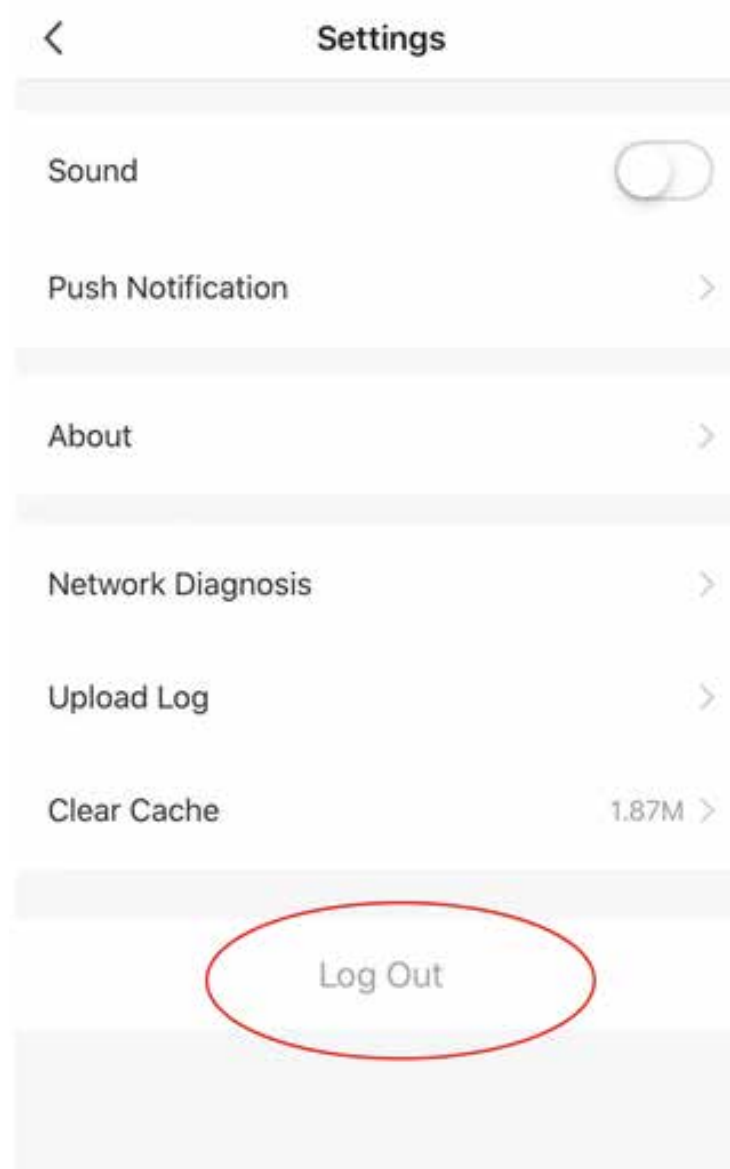 Settings
Sound
Push Notification
About
Network Diagnosis
Upload Log
Clear Cache 1.87M
Log Out